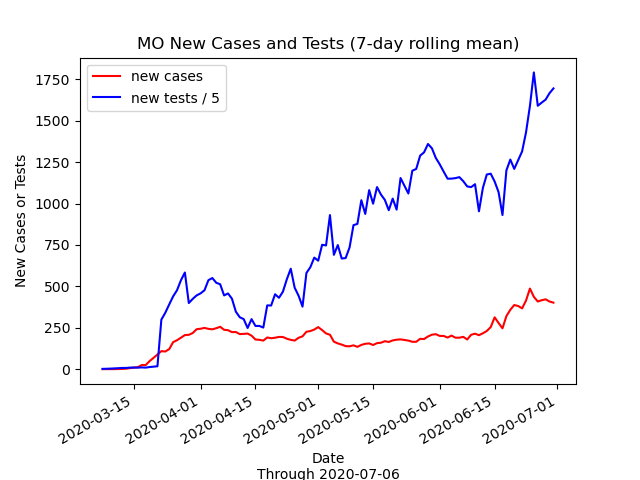 MO New Cases and Tests (7-day rolling mean)
new cases
new tests / 5
New Cases or Tests
1750
1500
1250
1000
750
500
250
0
2020-03-15
2020-04-01
2020-04-15
2020-05-01
2020-05-15
2020-06-01
2020-06-15
2020-07-01
Date
Through 2020-07-06